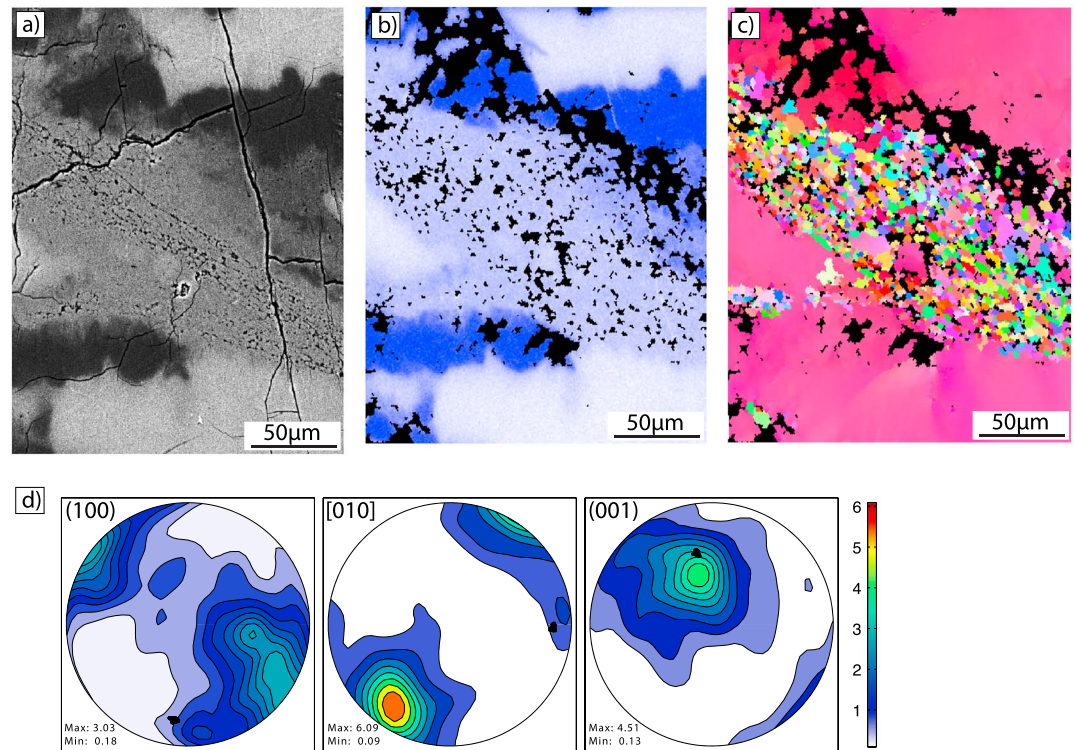 a)
b)
c)
50µm
50µm
50µm
d)
(100)
[010]
(001)
6
5
4
3
2
1
Max: 3.03
Min: 0.18
Max: 6.09
Min: 0.09
Max: 4.51
Min: 0.13